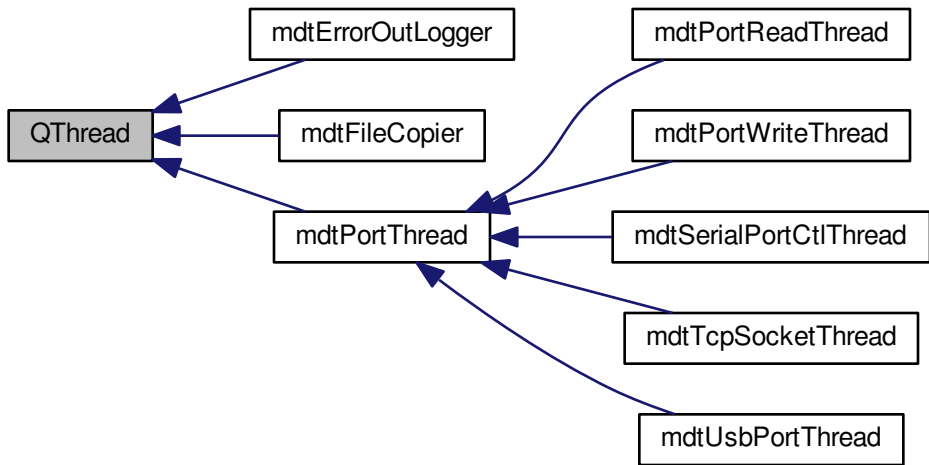 QThread
mdtErrorOutLogger
mdtFileCopier
mdtPortThread
mdtPortReadThread
mdtPortWriteThread
mdtSerialPortCtlThread
mdtTcpSocketThread
mdtUsbPortThread